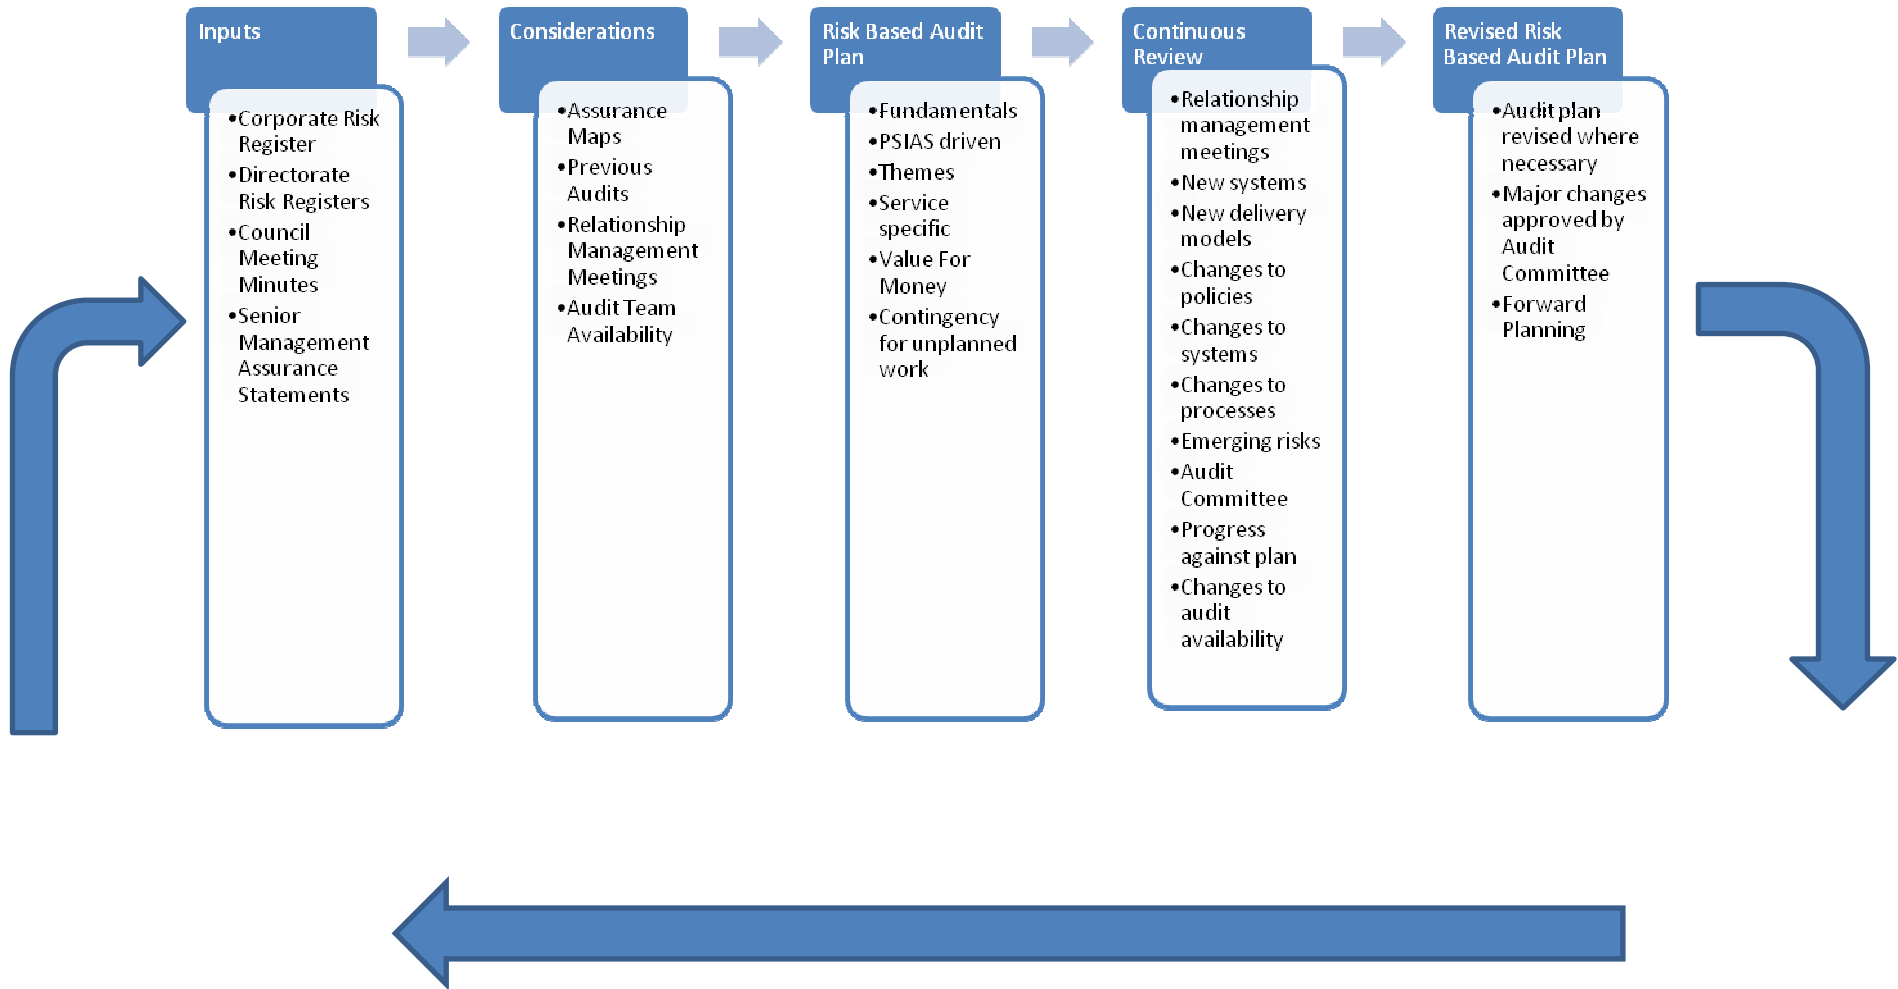 Inputs
•Corporate Risk
Register
•Directorate
Risk Registers
•Council
Meeting
Minutes
•Senior
Management
Assurance
Statements
Considerations
•Assurance
Maps
•Previous
Audits
•Relationship
Management
Meetings
•Audit Team
Availability
Risk Based Audit
Plan
•Fundamentals
•PSIAS driven
•Themes
•Service
specific
•Value For
Money
•Contingency
for unplanned
work
Continuous
Review
•Relationship
management
meetings
•New systems
•New delivery
models
•Changes to
policies
•Changes to
systems
•Changes to
processes
•Emerging risks
•Audit
Committee
•Progress
against plan
•Changes to
audit
availability
Revised Risk
Based Audit Plan
•Audit plan
revised where
necessary
•Major changes
approved by
Audit
Committee
•Forward
Planning